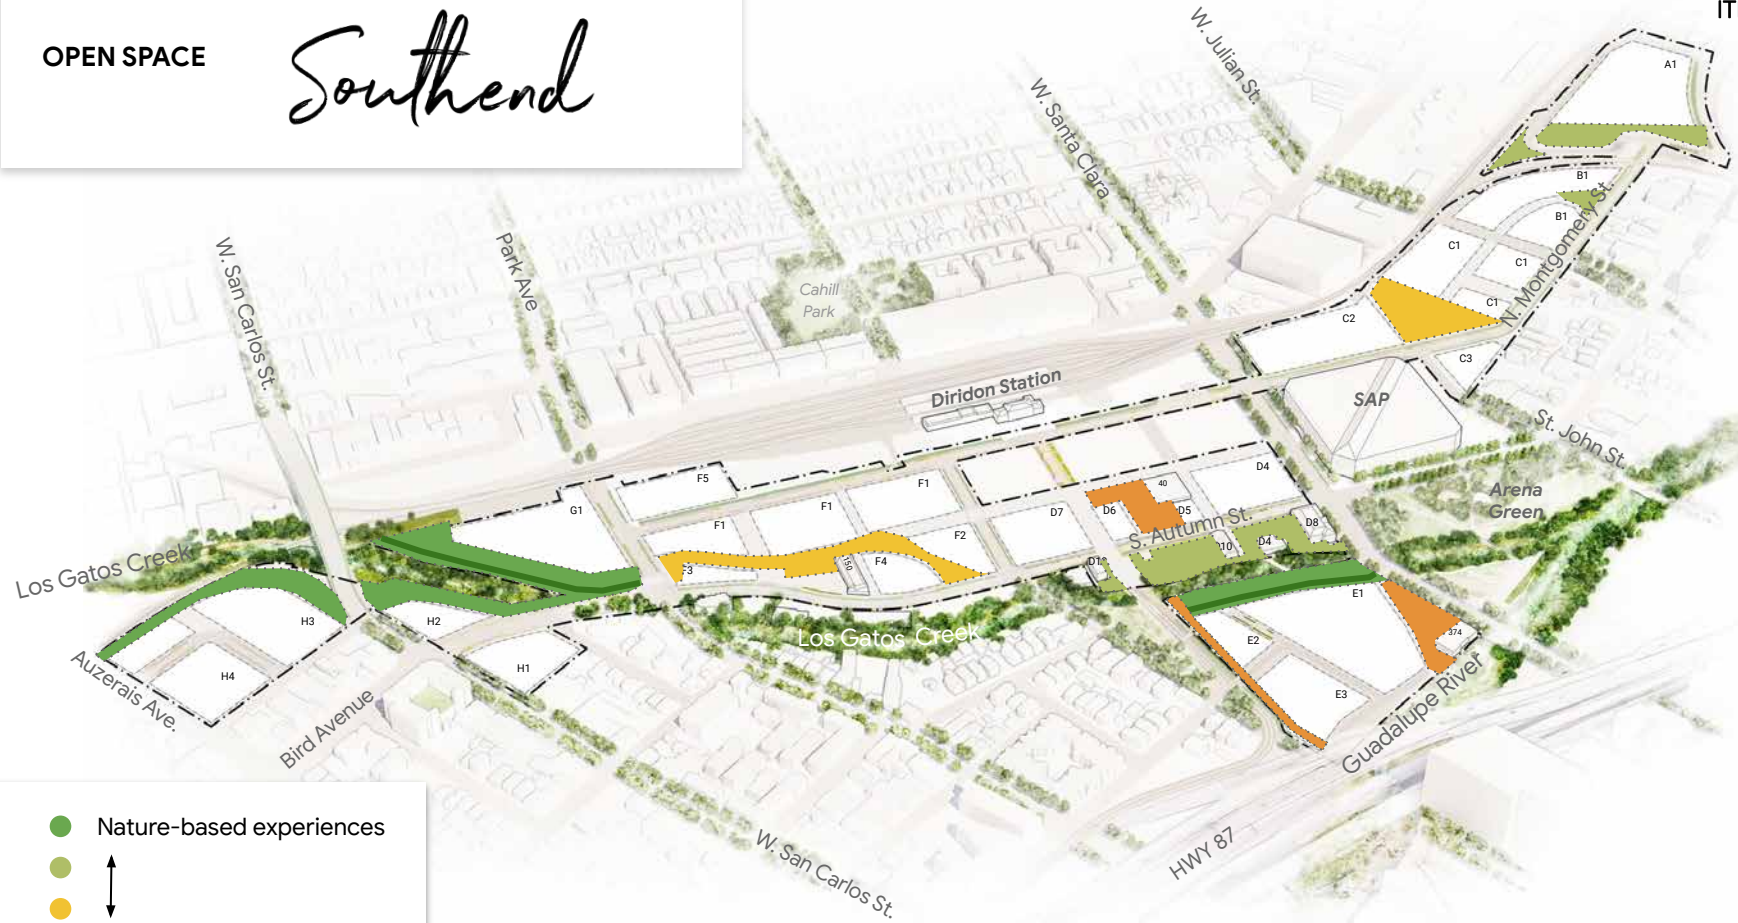 OPEN SPACE
Southend
IT
W. Julian St.
W. Santa Clara
A1
B1
B1
N. Montgomery St.
C1
C1
C1
C2
C3
W. San Carlos St.
Park Ave
Cahill
Park
Diridon Station
SAP
St. John St.
Arena
Green
F5
G1
F1
F1
F1
F2
F3
150
F4
D7
D6
40
D5
D4
S. Autumn St.
10
D4
D8
E1
374
E2
E3
Los Gatos Creek
Los Gatos Creek
H3
H2
H4
H1
Auzerais Ave.
Bird Avenue
Guadalupe River
HWY 87
W. San Carlos St.
Nature-based experiences